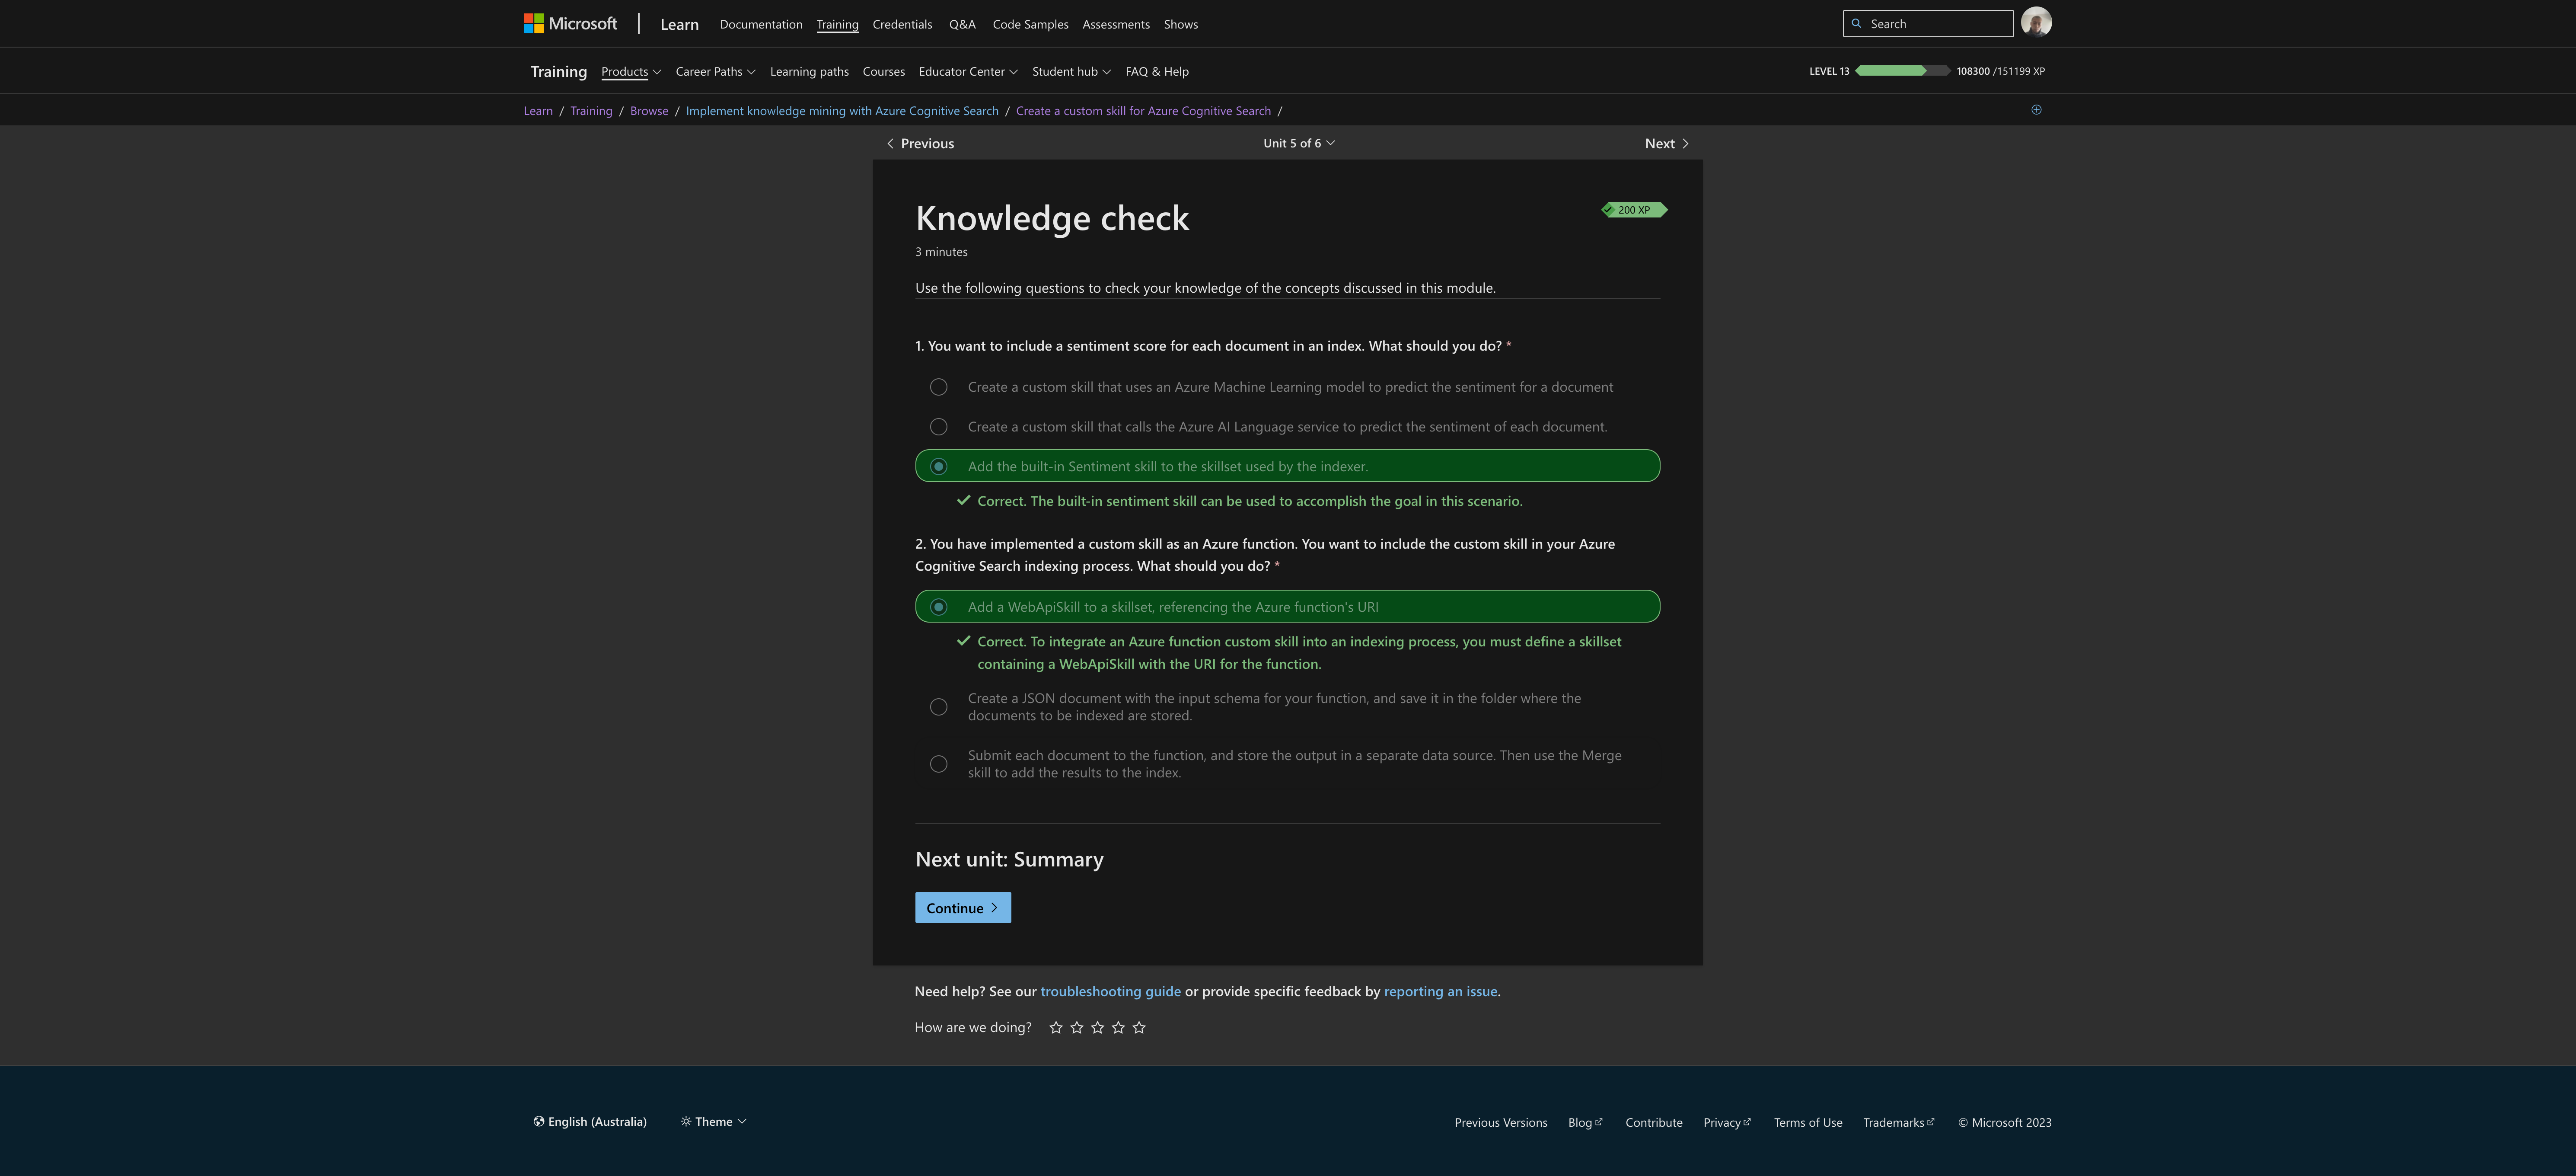 Microsoft Learn Documentation Training Credentials Q&A Code Samples Assessments Shows Search
Training Products Career Paths Learning paths Courses Educator Center Student hub FAQ & Help LEVEL 13 108300 /151199 XP
Learn / Training / Browse / Implement knowledge mining with Azure Cognitive Search / Create a custom skill for Azure Cognitive Search /
Previous Unit 5 of 6 Next
Knowledge check
200 XP
3 minutes
Use the following questions to check your knowledge of the concepts discussed in this module.
1. You want to include a sentiment score for each document in an index. What should you do? *
Create a custom skill that uses an Azure Machine Learning model to predict the sentiment for a document
Create a custom skill that calls the Azure AI Language service to predict the sentiment of each document.
Add the built-in Sentiment skill to the skillset used by the indexer.
Correct. The built-in sentiment skill can be used to accomplish the goal in this scenario.
2. You have implemented a custom skill as an Azure function. You want to include the custom skill in your Azure
Cognitive Search indexing process. What should you do? *
Add a WebApiSkill to a skillset, referencing the Azure function's URI
Correct. To integrate an Azure function custom skill into an indexing process, you must define a skillset
containing a WebApiSkill with the URI for the function.
Create a JSON document with the input schema for your function, and save it in the folder where the
documents to be indexed are stored.
Submit each document to the function, and store the output in a separate data source. Then use the Merge
skill to add the results to the index.
Next unit: Summary
Continue
Need help? See our troubleshooting guide or provide specific feedback by reporting an issue.
How are we doing?
English (Australia) Theme Previous Versions Blog Contribute Privacy Terms of Use Trademarks © Microsoft 2023